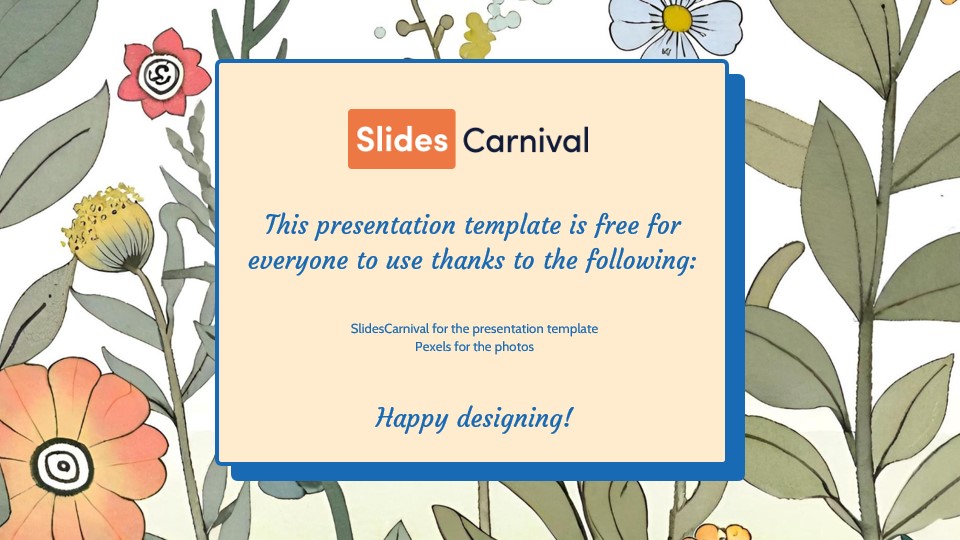 Slides Carnival
This presentation template is free for
everyone to use thanks to the following:
SlidesCarnival for the presentation template
Pexels for the photos
Happy designing!